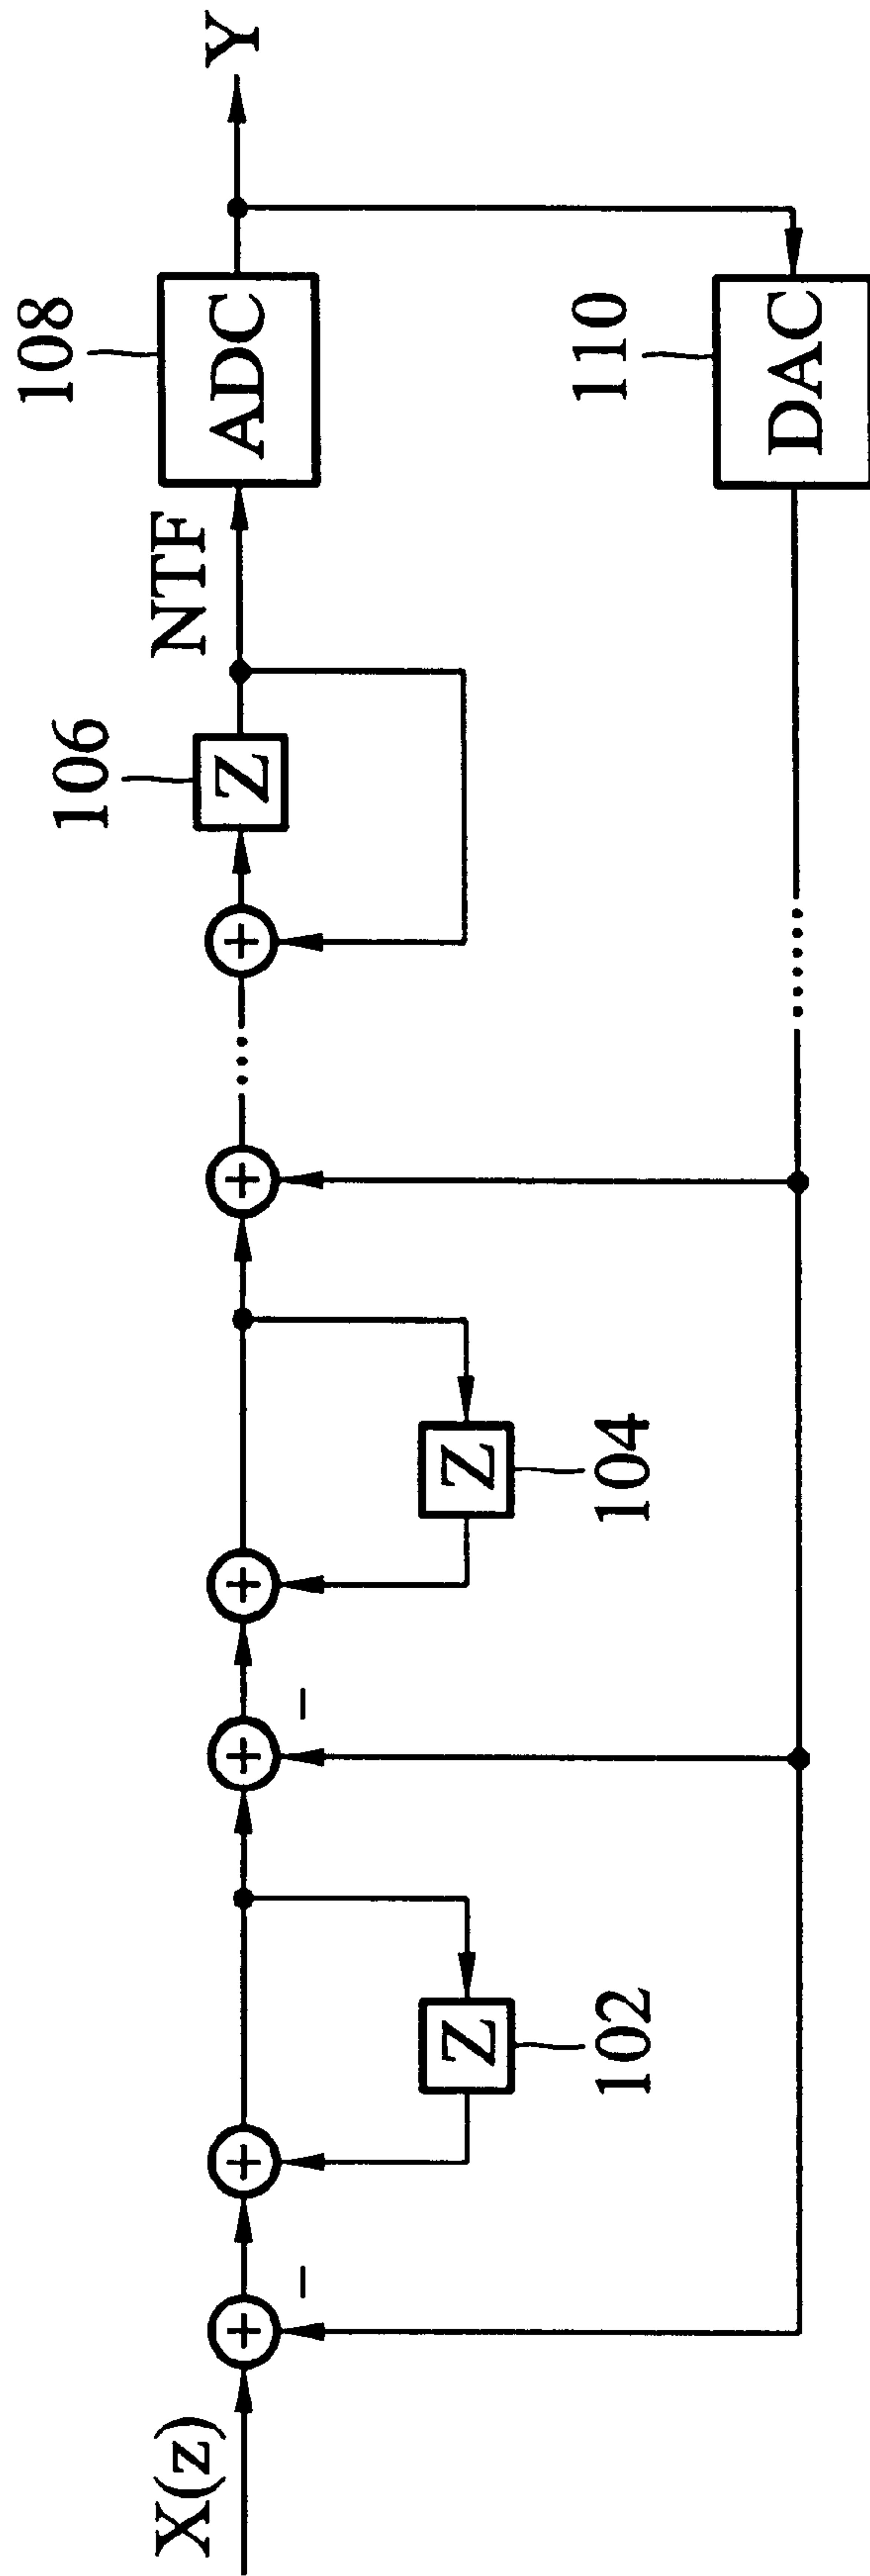 X(z)
+
−
+
Z
102
+
−
+
Z
104
+
...
+
Z
106
NTF
ADC
108
Y
DAC
110
......